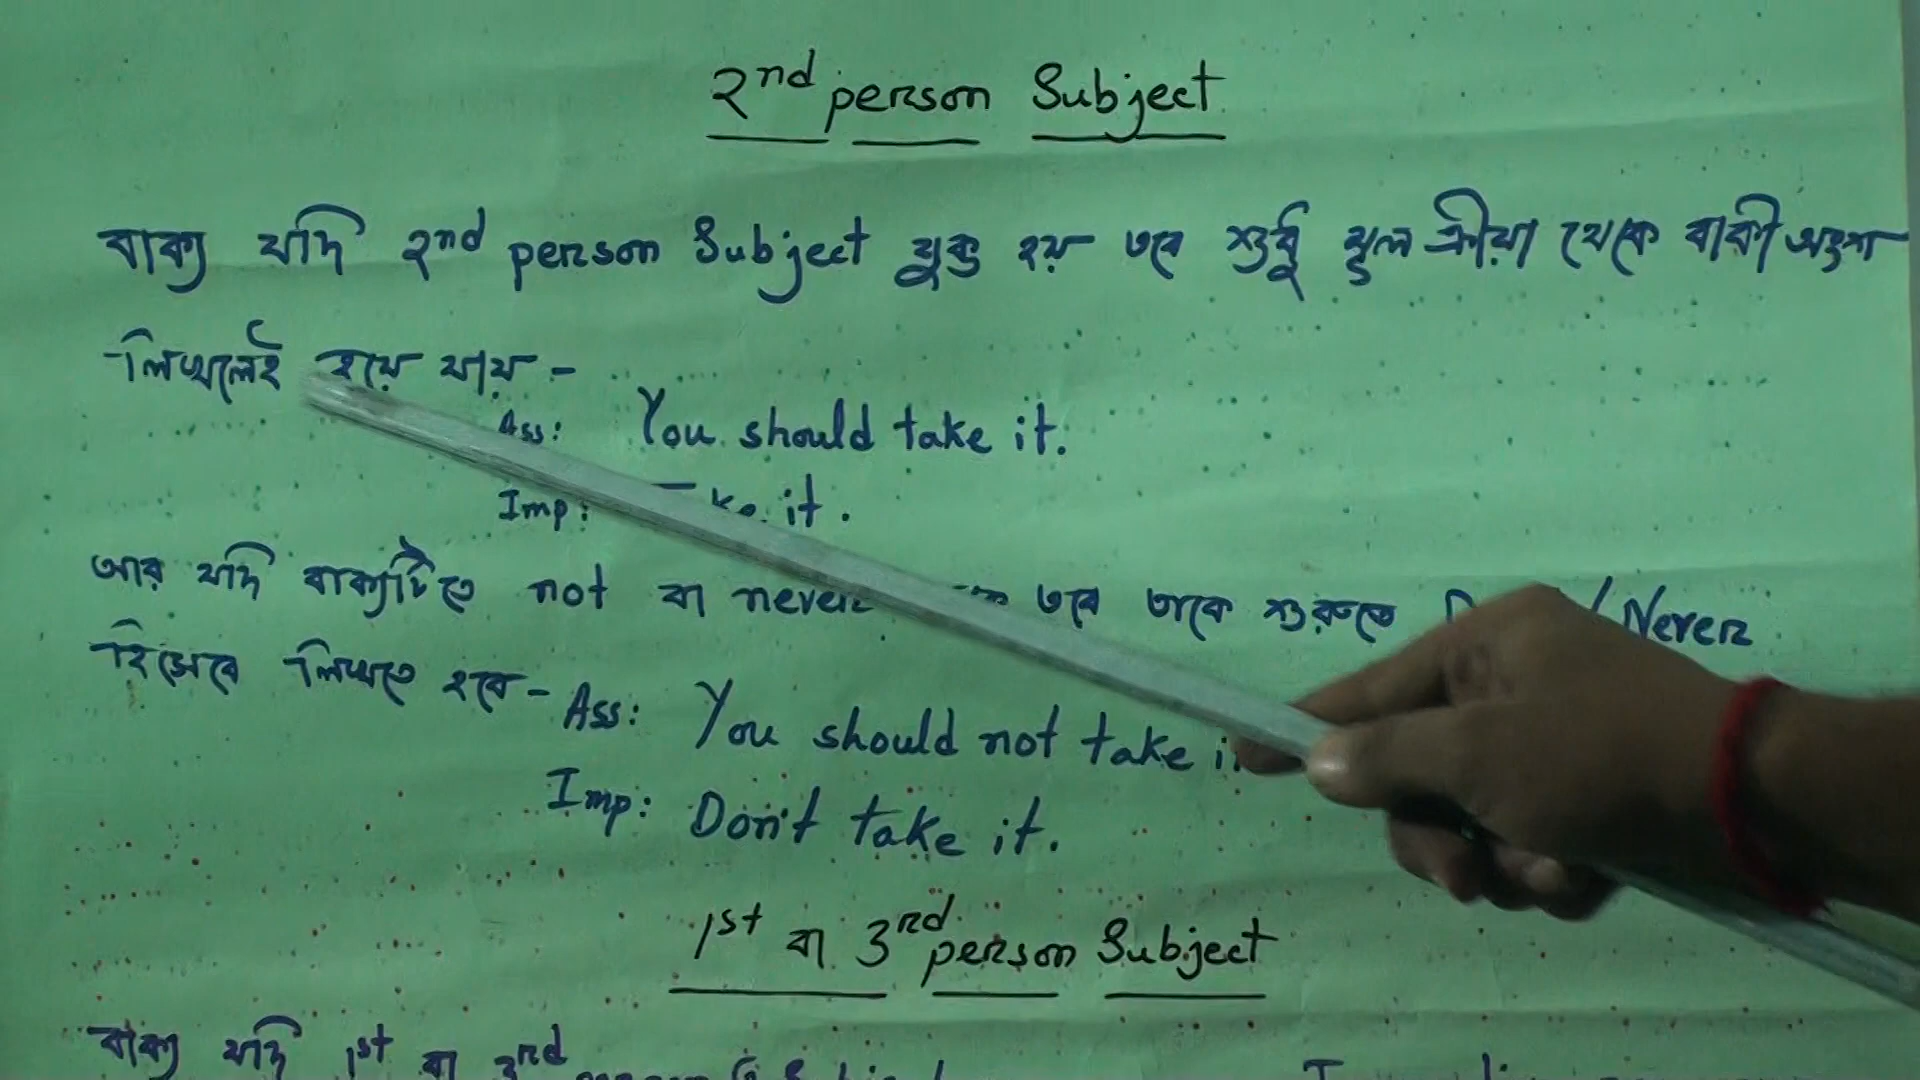 2nd person Subject
বাক্য যদি 2nd person Subject যুক্ত হয় তবে শুধু মূল ক্রীয়া থেকে বাকী অংশ
লিখলেই হয়ে যায় -
Ass: You should take it.
Imp: it.
আর যদি বাক্যটিতে not বা never তবে তাকে শুরুতে / Never
হিসেবে লিখতে হবে -
Ass: You should not take
Imp: Don't take it.
1st বা 3rd person Subject
বাক্য যদি 1st বা 3rd